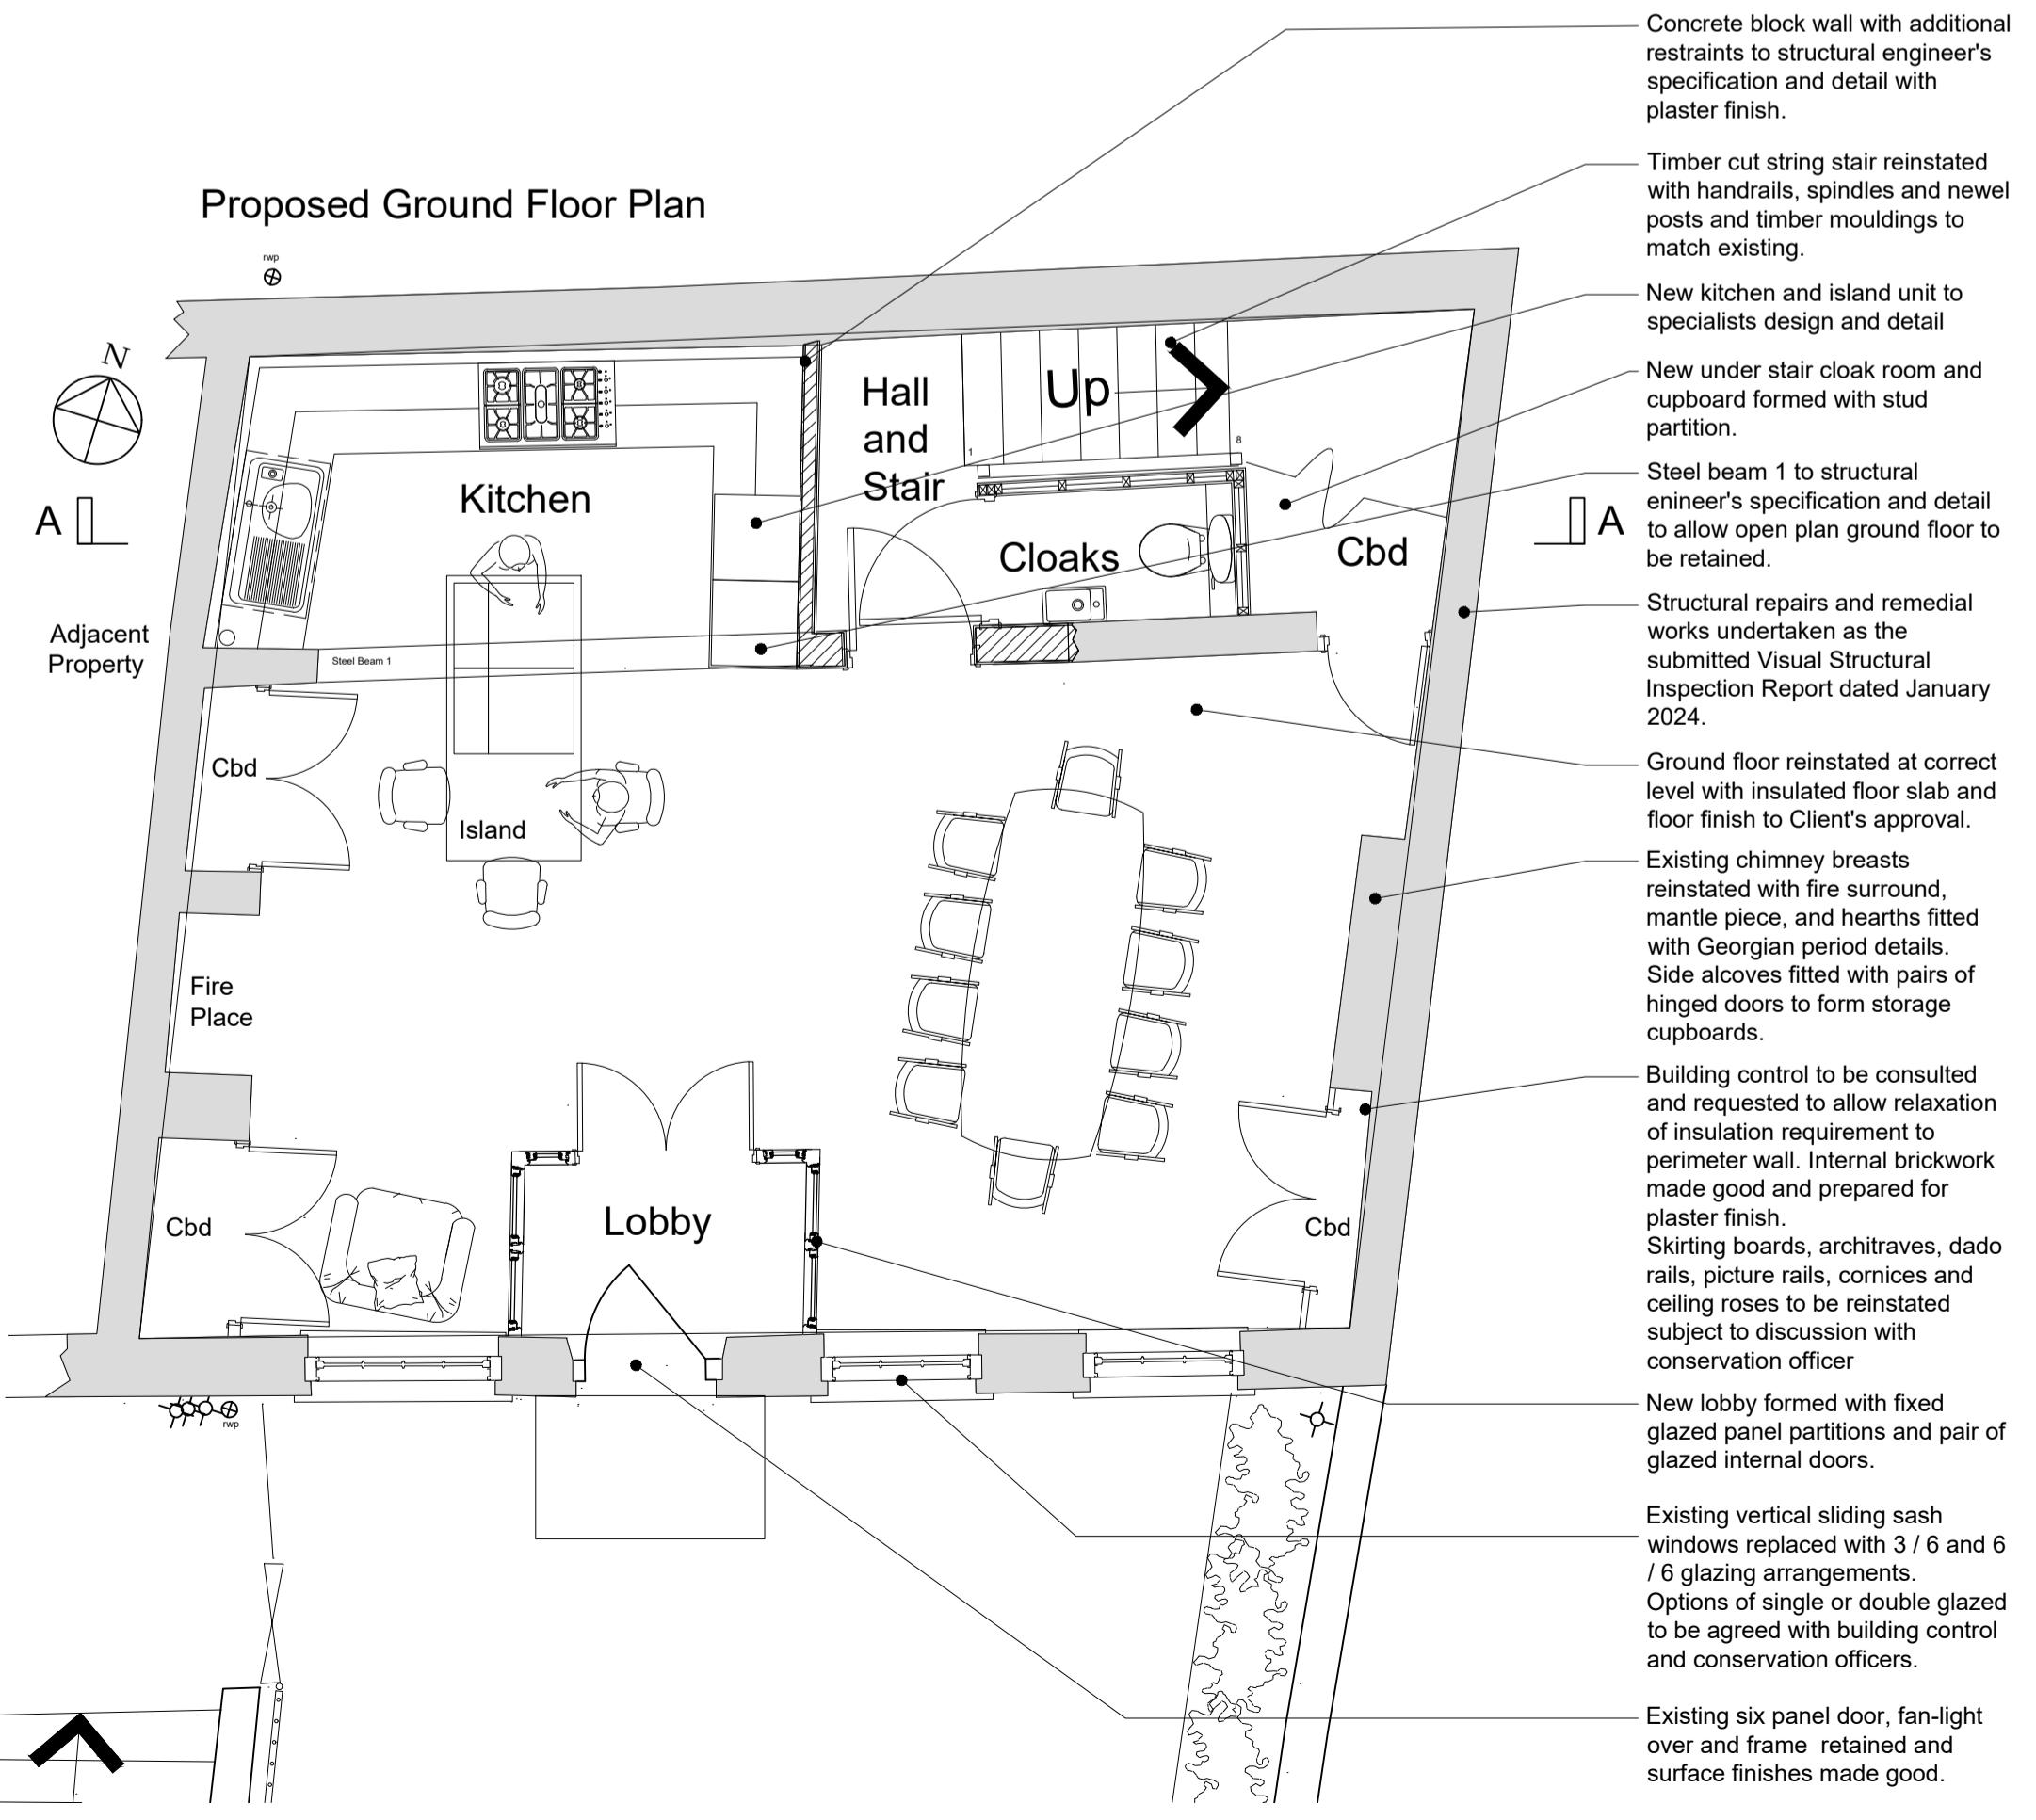 Proposed Ground Floor Plan
rwp
N
A
Adjacent
Property
Kitchen
Hall
and
Stair
Up
1
8
Cloaks
Cbd
A
Steel Beam 1
Cbd
Island
Fire
Place
Cbd
Lobby
Cbd
rwp
Concrete block wall with additional
restraints to structural engineer's
specification and detail with
plaster finish.
Timber cut string stair reinstated
with handrails, spindles and newel
posts and timber mouldings to
match existing.
New kitchen and island unit to
specialists design and detail
New under stair cloak room and
cupboard formed with stud
partition.
Steel beam 1 to structural
enineer's specification and detail
to allow open plan ground floor to
be retained.
Structural repairs and remedial
works undertaken as the
submitted Visual Structural
Inspection Report dated January
2024.
Ground floor reinstated at correct
level with insulated floor slab and
floor finish to Client's approval.
Existing chimney breasts
reinstated with fire surround,
mantle piece, and hearths fitted
with Georgian period details.
Side alcoves fitted with pairs of
hinged doors to form storage
cupboards.
Building control to be consulted
and requested to allow relaxation
of insulation requirement to
perimeter wall. Internal brickwork
made good and prepared for
plaster finish.
Skirting boards, architraves, dado
rails, picture rails, cornices and
ceiling roses to be reinstated
subject to discussion with
conservation officer
New lobby formed with fixed
glazed panel partitions and pair of
glazed internal doors.
Existing vertical sliding sash
windows replaced with 3 / 6 and 6
/ 6 glazing arrangements.
Options of single or double glazed
to be agreed with building control
and conservation officers.
Existing six panel door, fan-light
over and frame  retained and
surface finishes made good.